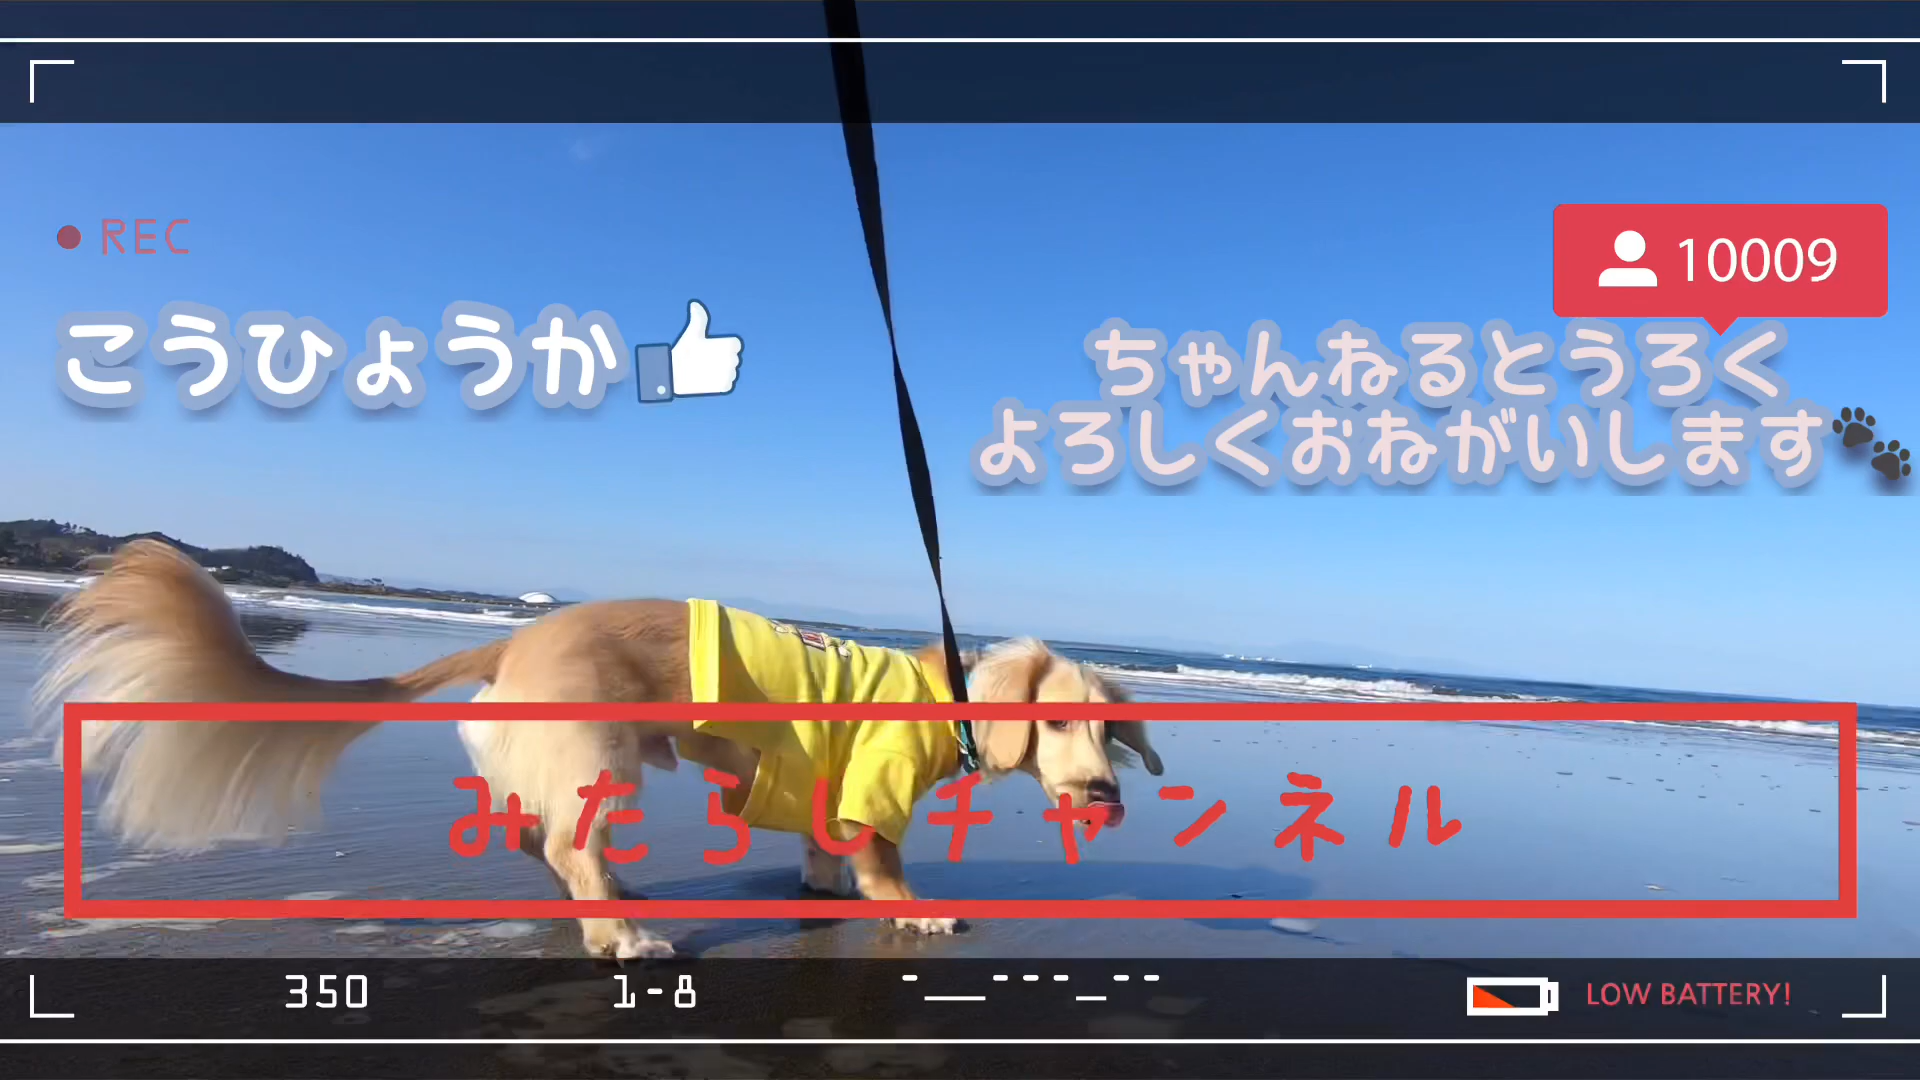 REC
10009
こうひょうか
ちゃんねるとうろく
よろしくおねがいします
みたらしチャンネル
350
1-8
LOW BATTERY!